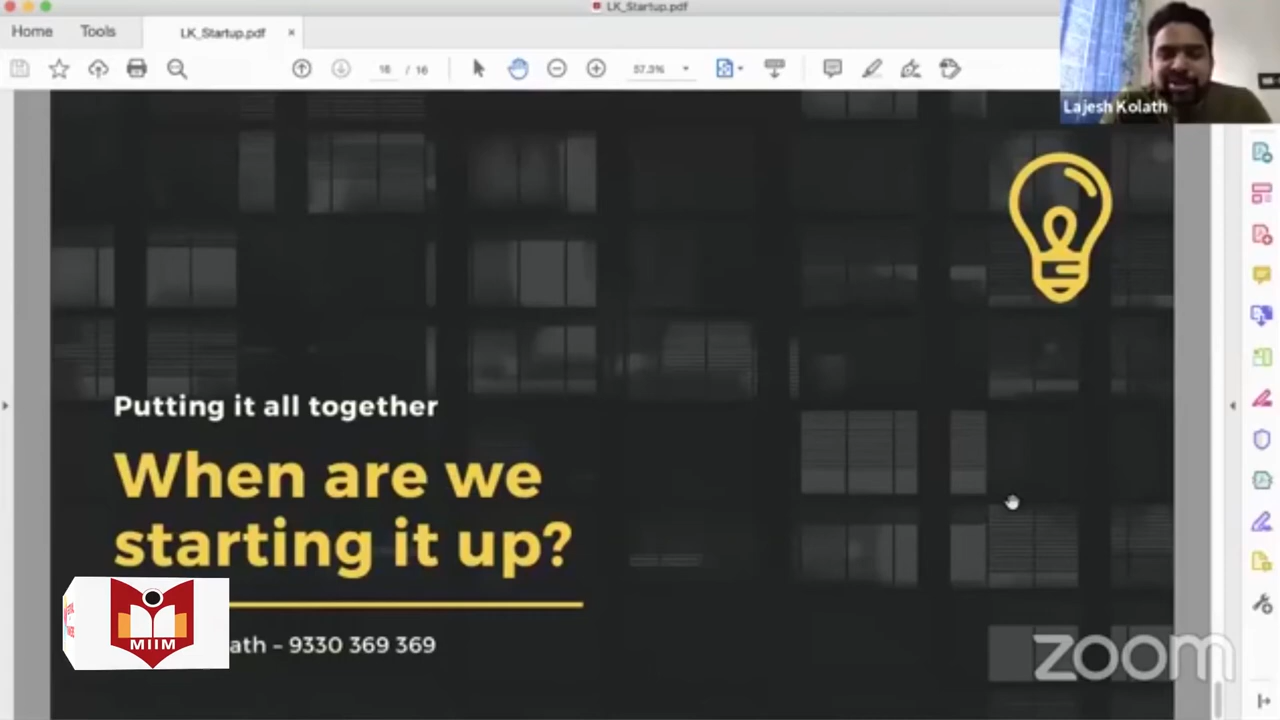 LK_Startup.pdf
Home
Tools
LK_Startup.pdf
×
16 / 16
57.3%
Lajesh Kolath
Putting it all together
When are we
starting it up?
ath – 9330 369 369
MIIM
zoom